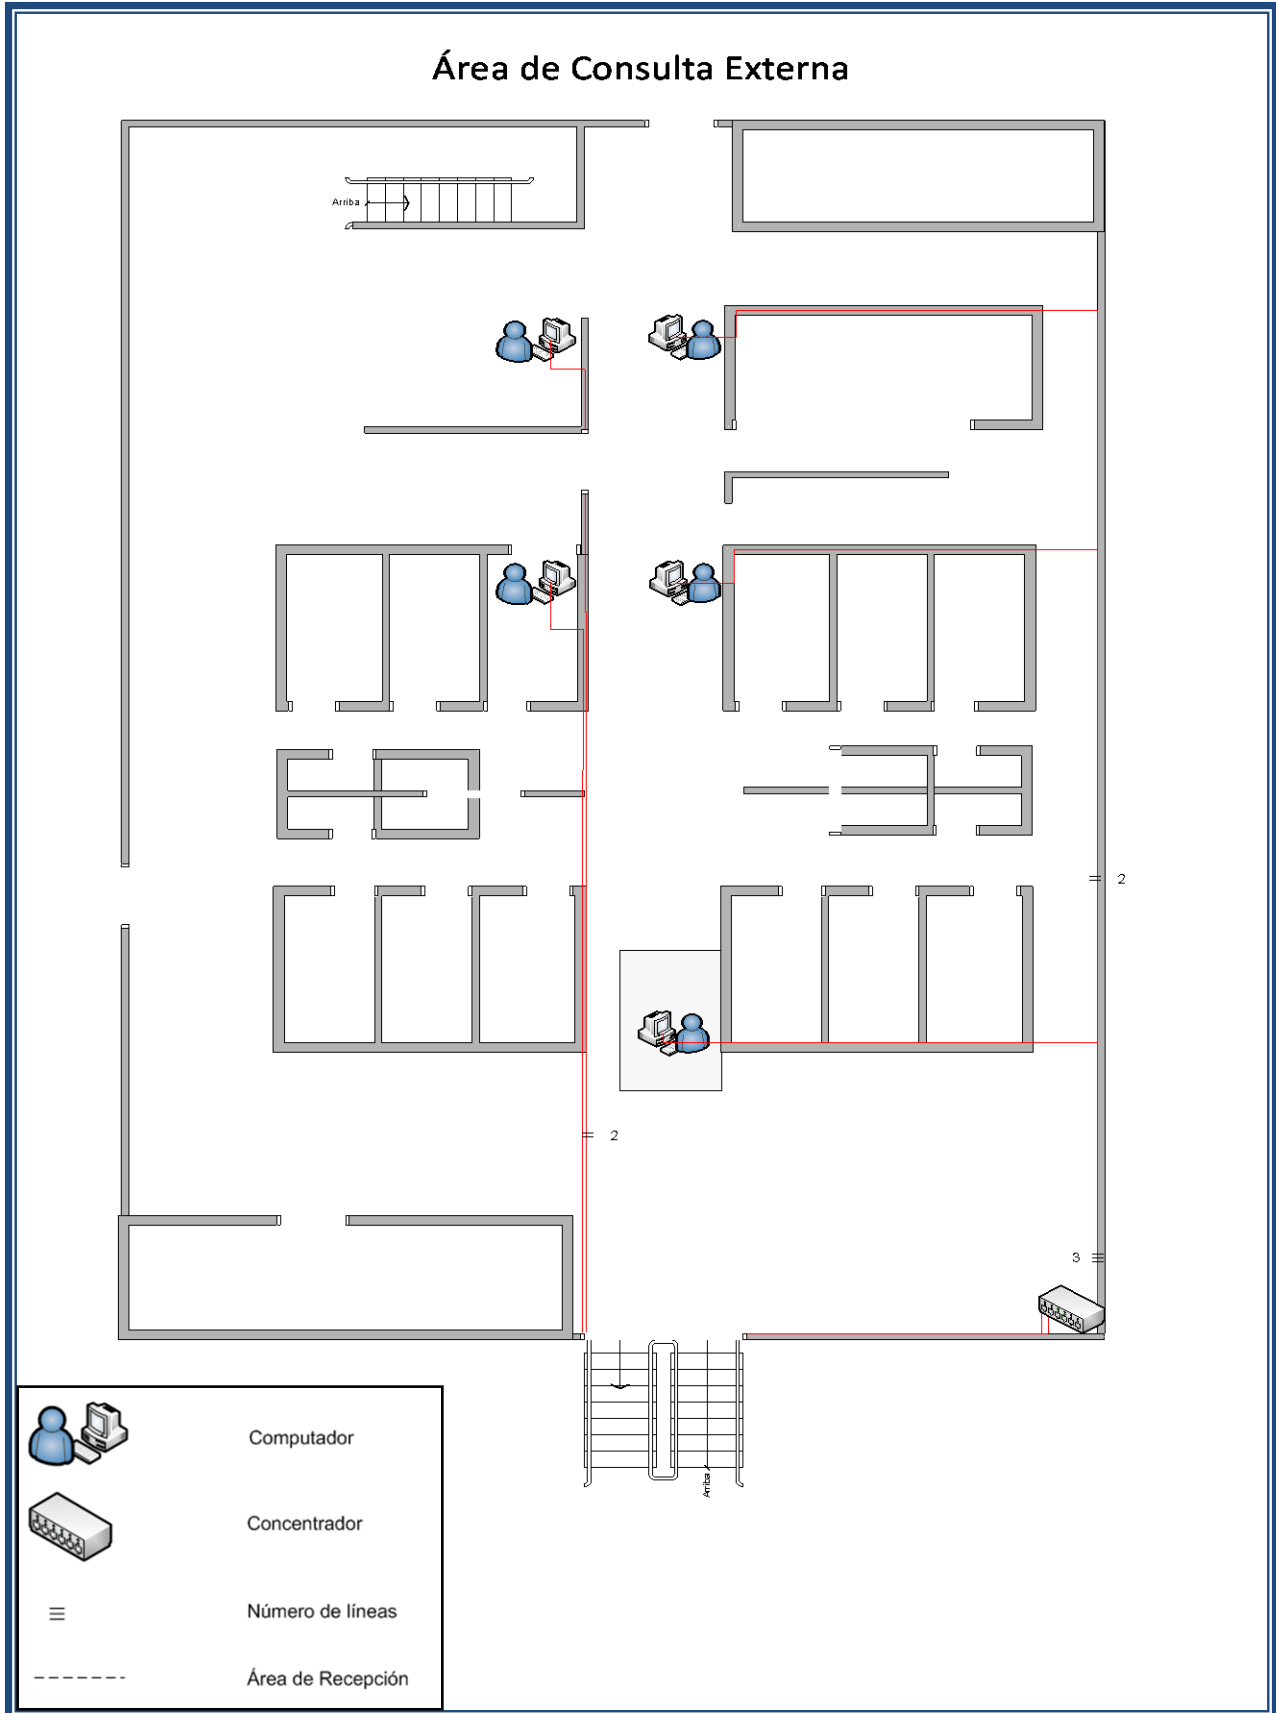 Área de Consulta Externa
Arriba
2
2
3
Arriba
Computador
Concentrador
Número de líneas
Área de Recepción